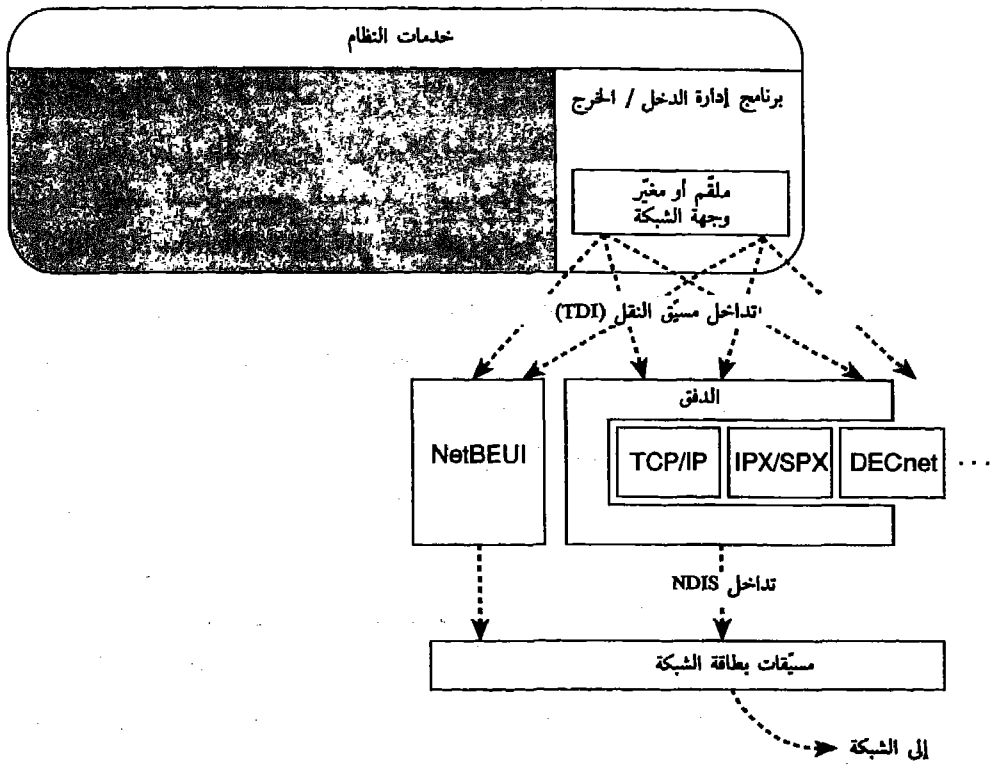 خدمات النظام
برنامج إدارة الدخل / الخرج
ملقّم أو مغيّر
وجهة الشبكة
تداخل مسيّق النقل (TDI)
الدفق
NetBEUI
TCP/IP
IPX/SPX
DECnet
...
تداخل NDIS
مسيّقات بطاقة الشبكة
إلى الشبكة